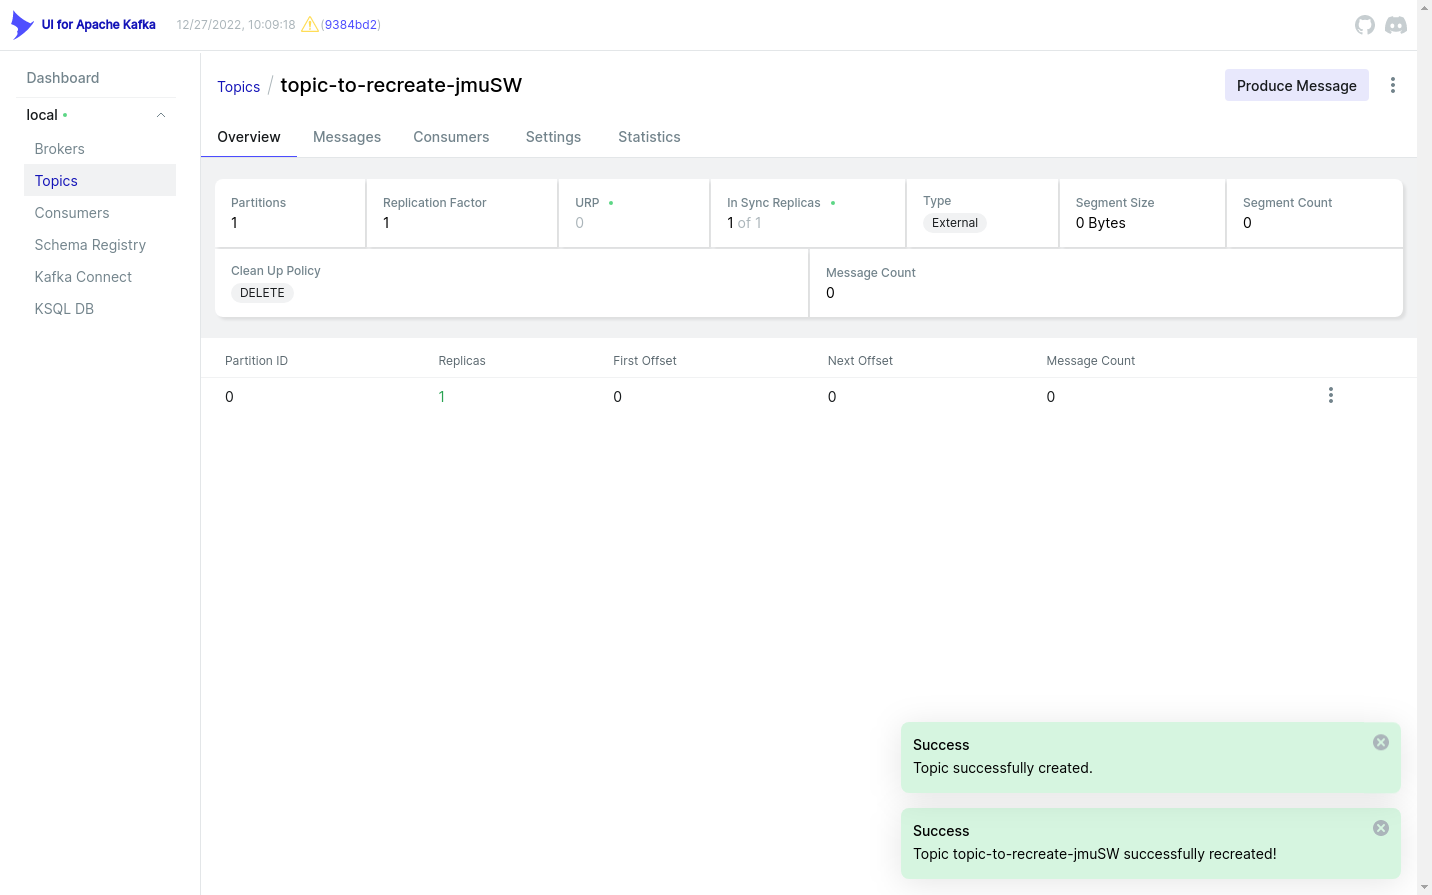 UI for Apache Kafka 12/27/2022, 10:09:18 (9384bd2)
Dashboard
local
Brokers
Topics
Consumers
Schema Registry
Kafka Connect
KSQL DB
Topics / topic-to-recreate-jmuSW
Produce Message
Overview Messages Consumers Settings Statistics
Partitions Replication Factor URP In Sync Replicas Type Segment Size Segment Count
1 1 0 1 of 1 External 0 Bytes 0
Clean Up Policy Message Count
DELETE 0
Partition ID Replicas First Offset Next Offset Message Count
0 1 0 0 0
Success
Topic successfully created.
Success
Topic topic-to-recreate-jmuSW successfully recreated!